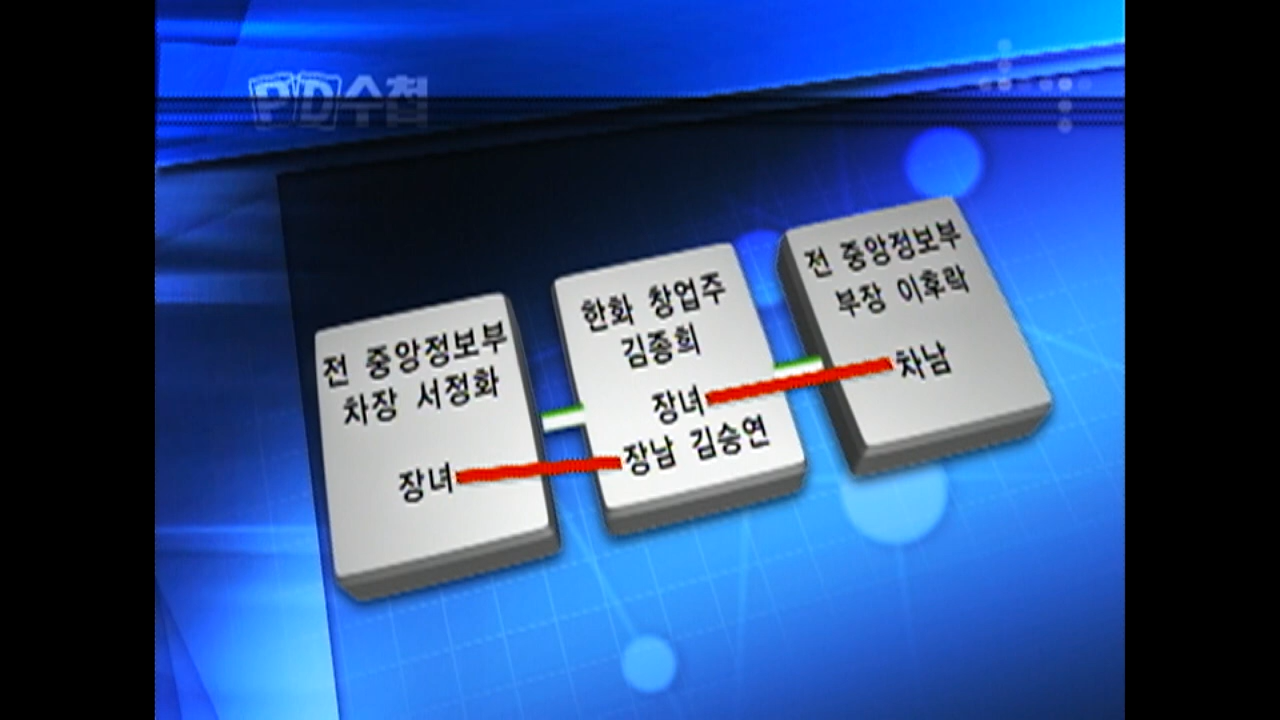 PD수첩
전 중앙정보부
차장 서정화
장녀
한화 창업주
김종희
장녀
장남 김승연
전 중앙정보부
부장 이후락
차남